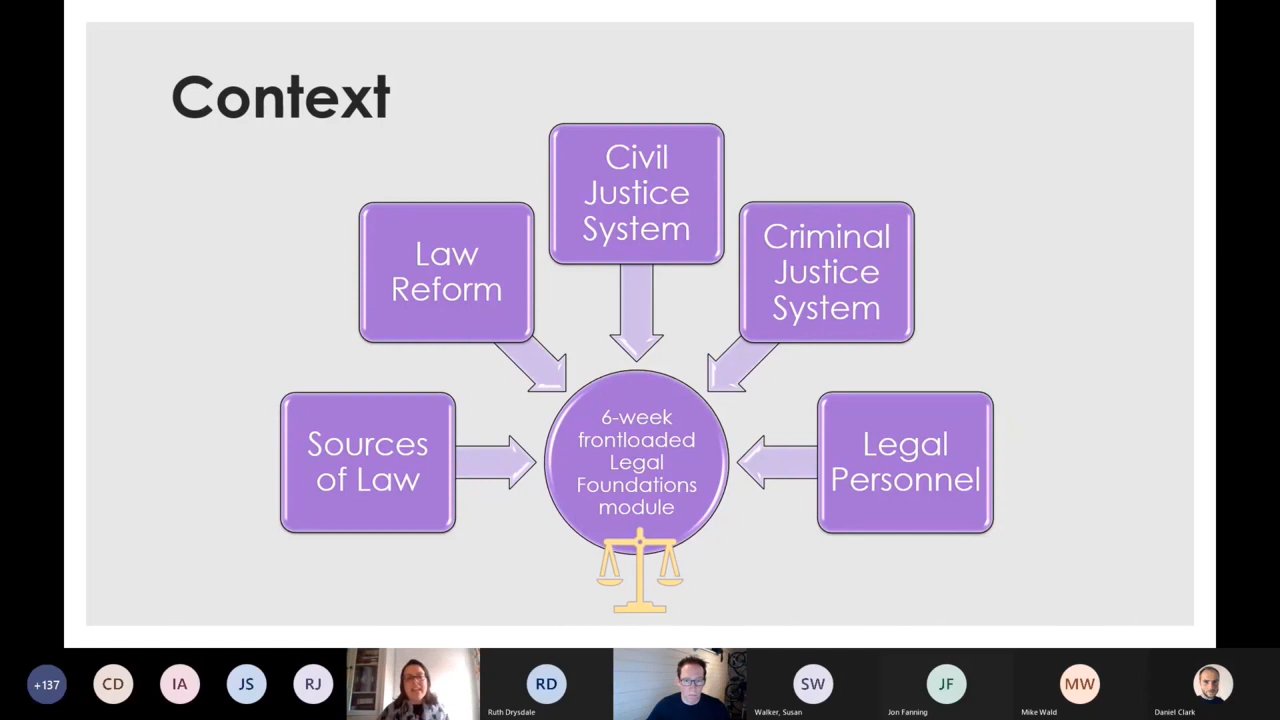 Context
Civil
Justice
System
Law
Reform
Criminal
Justice
System
Sources
of Law
6-week
frontloaded
Legal
Foundations
module
Legal
Personnel
+137
CD
IA
JS
RJ
RD
Ruth Drysdale
SW
Walker, Susan
JF
Jon Fanning
MW
Mike Wald
Daniel Clark